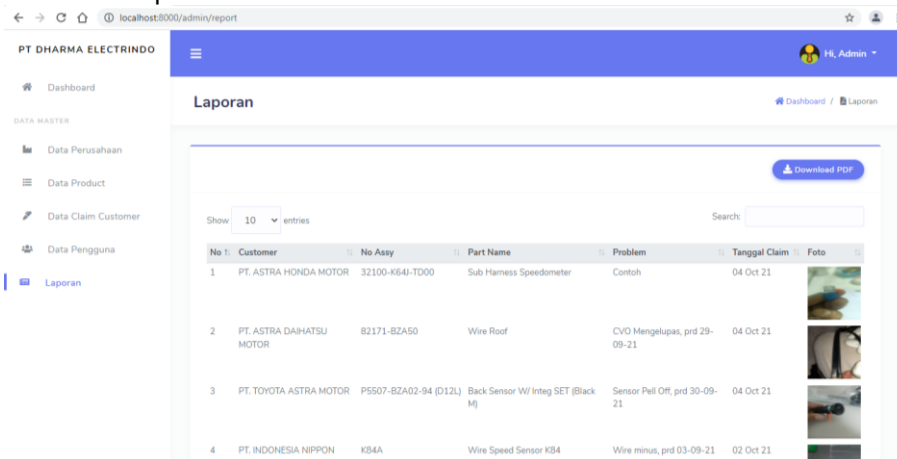 localhost:8000/admin/report
PT DHARMA ELECTRINDO
Hi, Admin
Dashboard
Laporan
Dashboard / Laporan
DATA MASTER
Data Perusahaan
Data Product
Download PDF
Data Claim Customer
Show 10 entries
Search:
Data Pengguna
No Customer No Assy Part Name Problem Tanggal Claim Foto
Laporan
1 PT. ASTRA HONDA MOTOR 32100-K64J-TD00 Sub Harness Speedometer Contoh 04 Oct 21
2 PT. ASTRA DAIHATSU 82171-BZA50 Wire Roof CVO Mengelupas, prd 29- 04 Oct 21
MOTOR 09-21
3 PT. TOYOTA ASTRA MOTOR P5507-BZA02-94 (D12L) Back Sensor W/ Integ SET (Black Sensor Pell Off, prd 30-09- 04 Oct 21
M) 21
4 PT. INDONESIA NIPPON K84A Wire Speed Sensor K84 Wire minus, prd 03-09-21 02 Oct 21